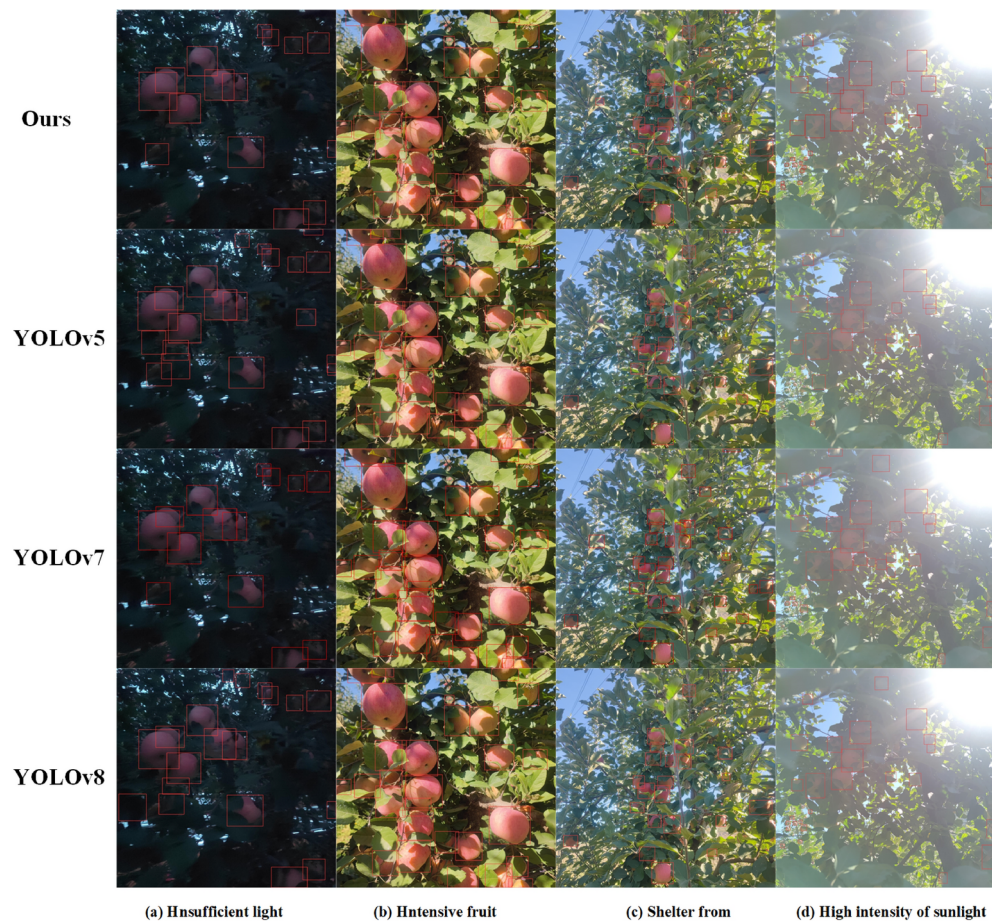 Ours
YOLOv5
YOLOv7
YOLOv8
(a) Hnsufficient light
(b) Hntensive fruit
(c) Shelter from
(d) High intensity of sunlight